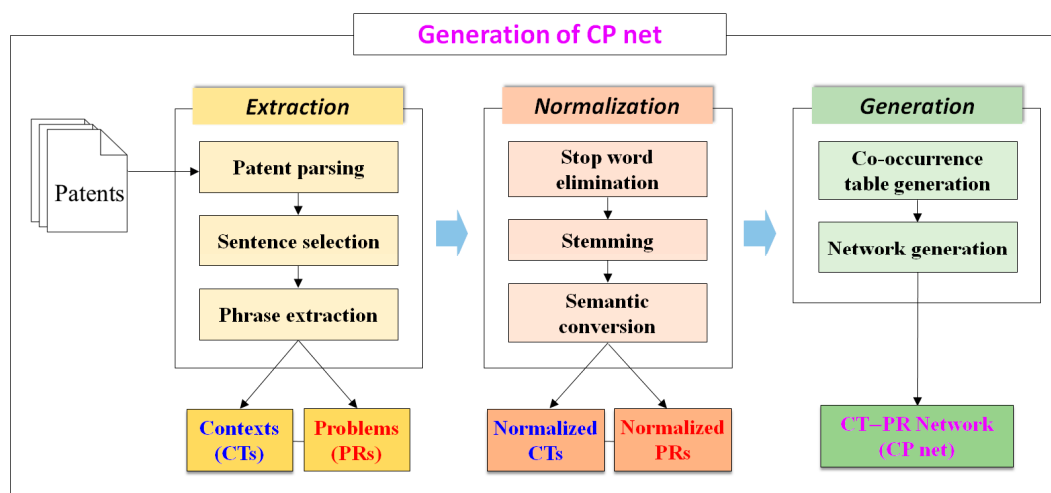 Generation of CP net
Patents
Extraction
Patent parsing
Sentence selection
Phrase extraction
Contexts
(CTs)
Problems
(PRs)
Normalization
Stop word
elimination
Stemming
Semantic
conversion
Normalized
CTs
Normalized
PRs
Generation
Co-occurrence
table generation
Network generation
CT–PR Network
(CP net)